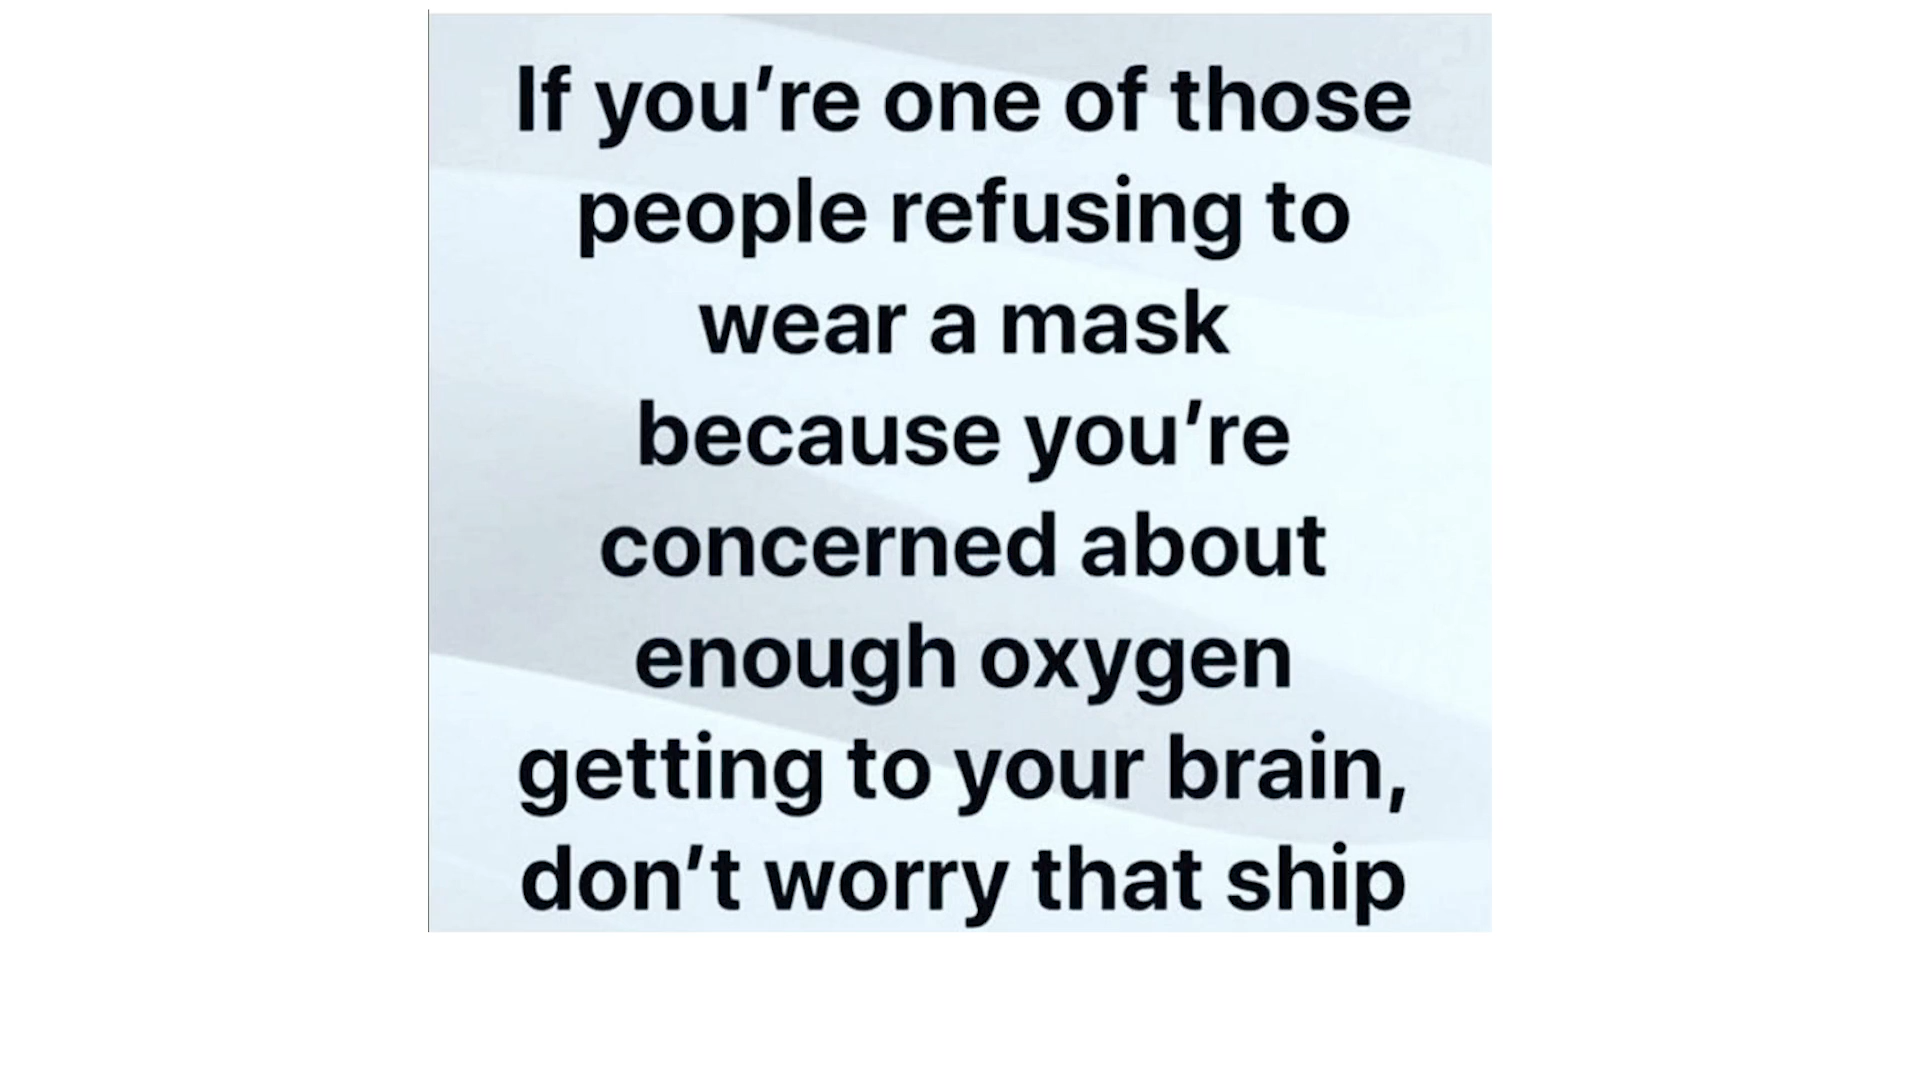 If you’re one of those
people refusing to
wear a mask
because you’re
concerned about
enough oxygen
getting to your brain,
don’t worry that ship